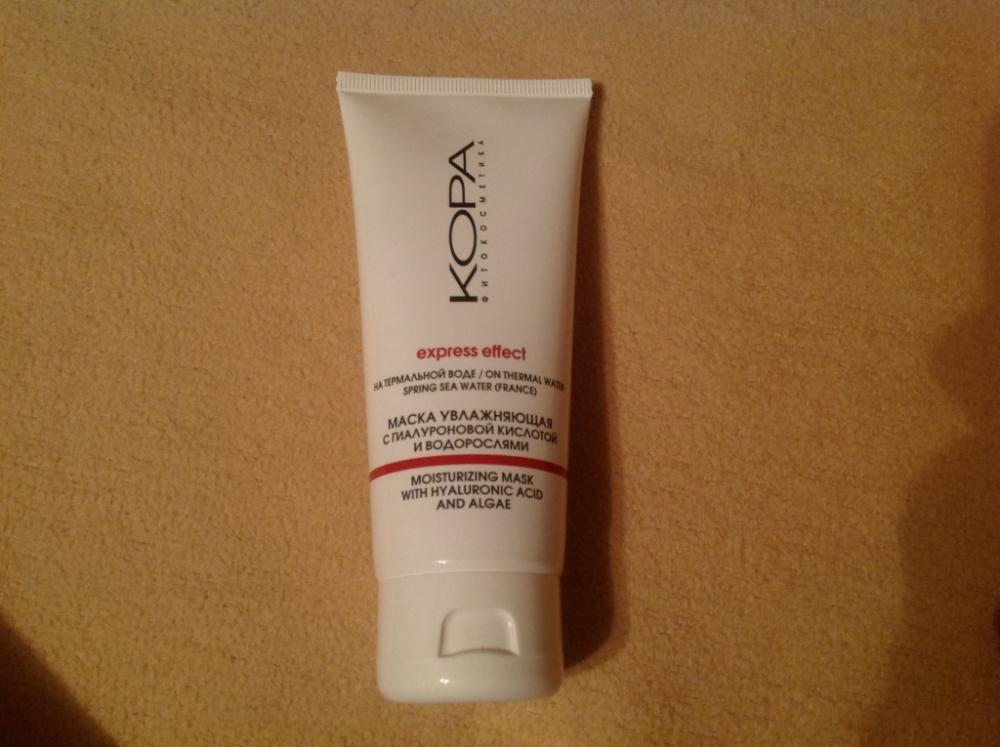 КОРА
ФИТОКОСМЕТИКА
express effect
НА ТЕРМАЛЬНОЙ ВОДЕ / ON THERMAL WATER
SPRING SEA WATER (FRANCE)
МАСКА УВЛАЖНЯЮЩАЯ
С ГИАЛУРОНОВОЙ КИСЛОТОЙ
И ВОДОРОСЛЯМИ
MOISTURIZING MASK
WITH HYALURONIC ACID
AND ALGAE